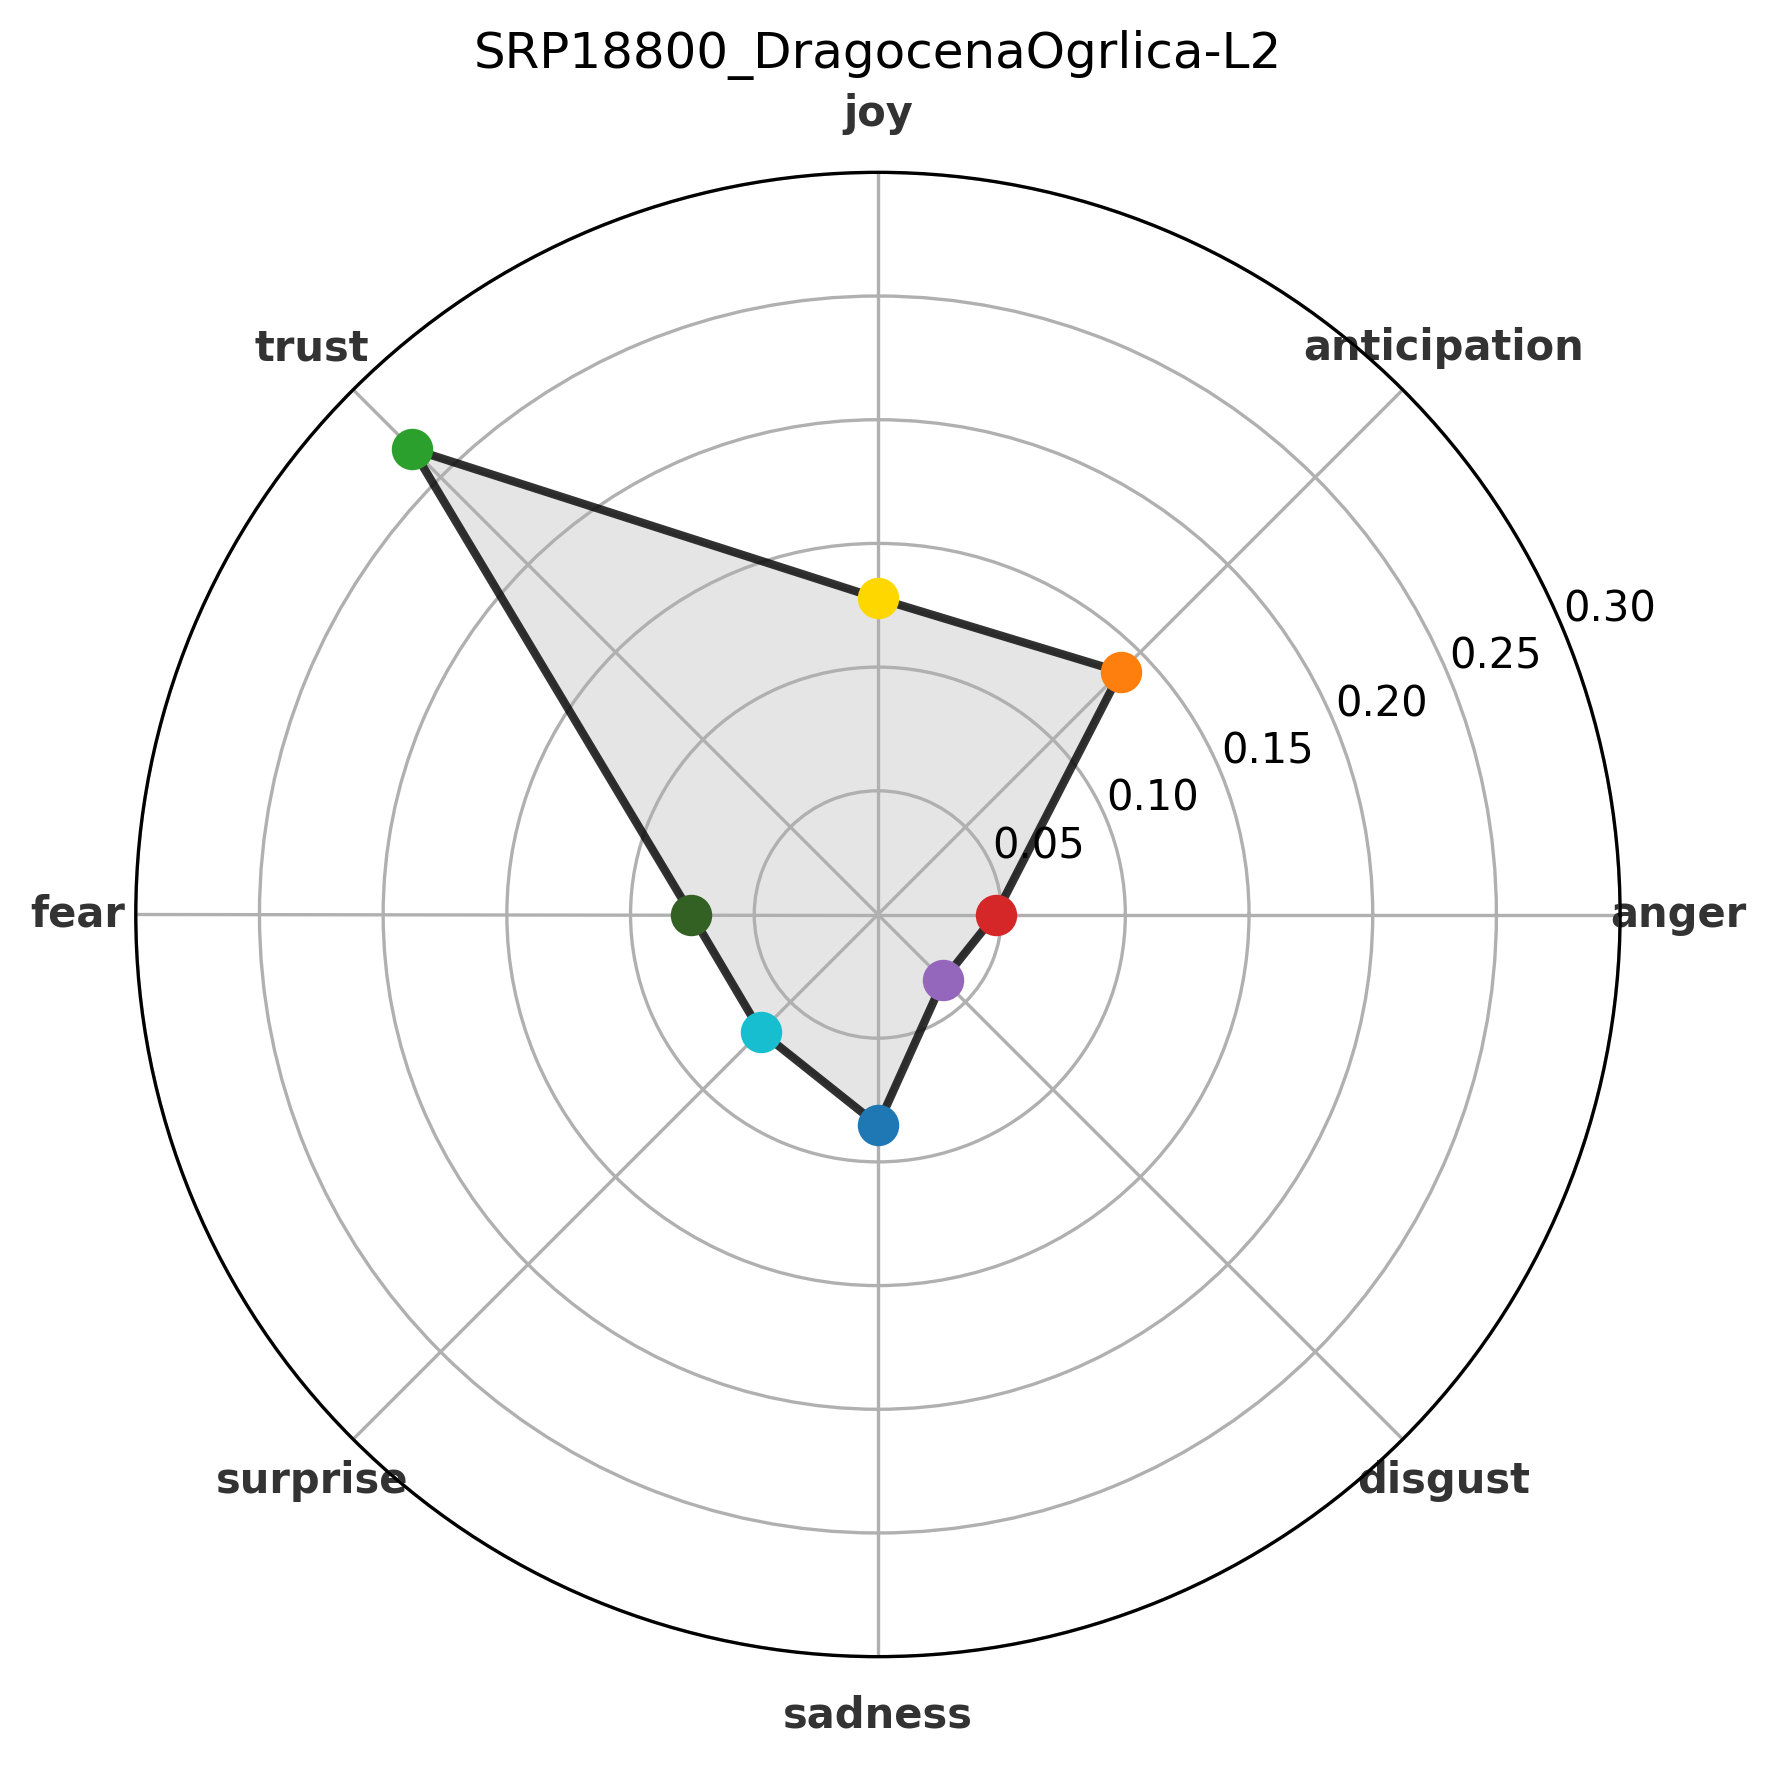 SRP18800_DragocenaOgrlica-L2
joy
trust
anticipation
0.30
0.25
0.20
0.15
0.10
0.05
fear
anger
surprise
disgust
sadness